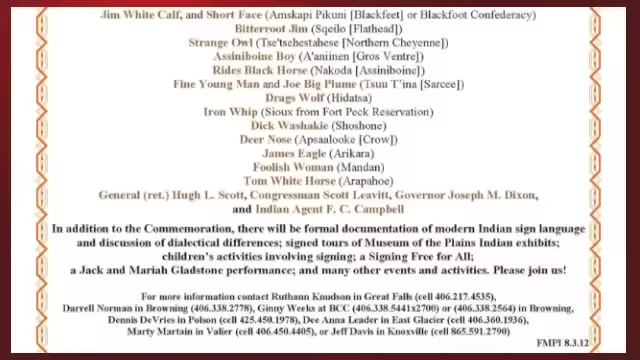 Jim White Calf, and Short Face (Amskapi Pikuni [Blackfeet] or Blackfoot Confederacy)
Bitterroot Jim (Sqeilo [Flathead])
Strange Owl (Tse'tschestahese [Northern Cheyenne])
Assiniboine Boy (A'aniinen [Gros Ventre])
Rides Black Horse (Nakoda [Assiniboine])
Fine Young Man and Joe Big Plume (Tsuu T'ina [Sarcee])
Drags Wolf (Hidatsa)
Iron Whip (Sioux from Fort Peck Reservation)
Dick Washakie (Shoshone)
Deer Nose (Apsaalooke [Crow])
James Eagle (Arikara)
Foolish Woman (Mandan)
Tom White Horse (Arapahoe)
General (ret.) Hugh L. Scott, Congressman Scott Leavitt, Governor Joseph M. Dixon,
and Indian Agent F. C. Campbell
In addition to the Commemoration, there will be formal documentation of modern Indian sign language
and discussion of dialectical differences; signed tours of Museum of the Plains Indian exhibits;
children's activities involving signing; a Signing Free for All;
a Jack and Mariah Gladstone performance; and many other events and activities. Please join us!
For more information contact Ruthann Knudson in Great Falls (cell 406.217.4535),
Darrell Norman in Browning (406.338.2778), Ginny Weeks at BCC (406.338.5441x2700) or (406.338.2564) in Browning,
Dennis DeVries in Polson (cell 425.450.1978), Dee Anna Leader in East Glacier (cell 406.360.1936),
Marty Martain in Valier (cell 406.450.4405), or Jeff Davis in Knoxville (cell 865.591.2790)
FMPI 8.3.12